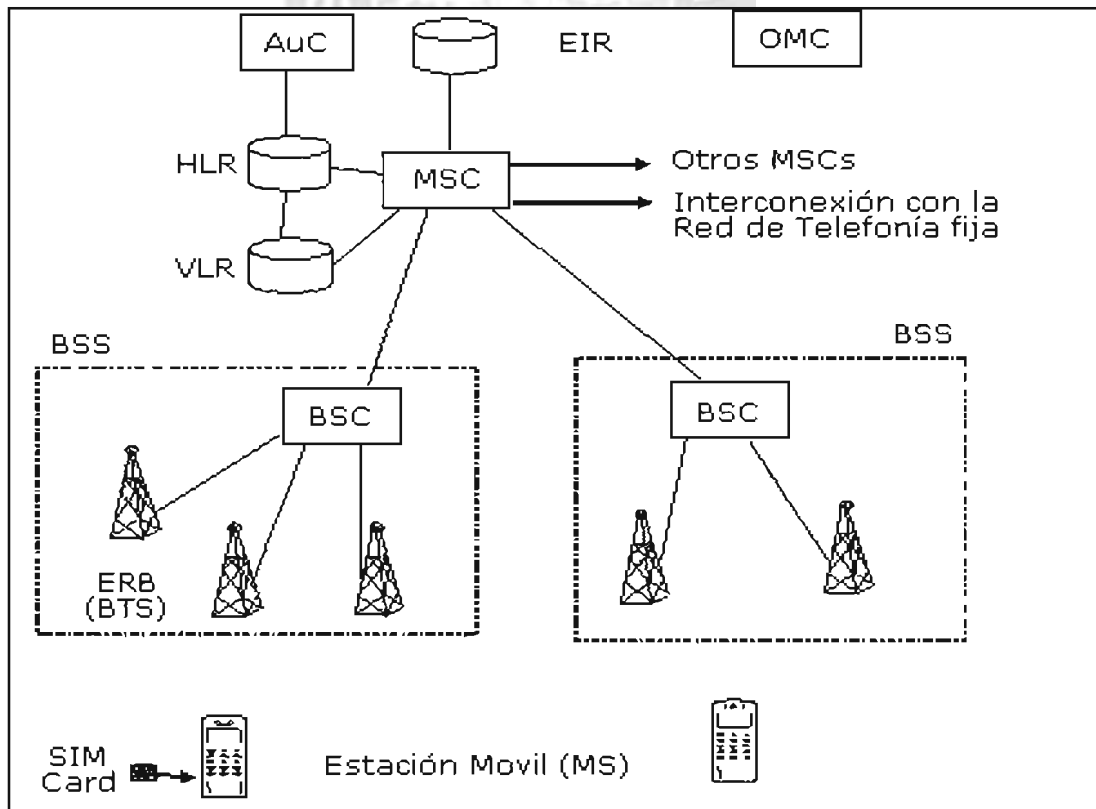 AuC
EIR
OMC
HLR
MSC
Otros MSCs
Interconexión con la
Red de Telefonía fija
VLR
BSS
BSS
BSC
BSC
ERB
(BTS)
SIM
Card
Estación Movil (MS)